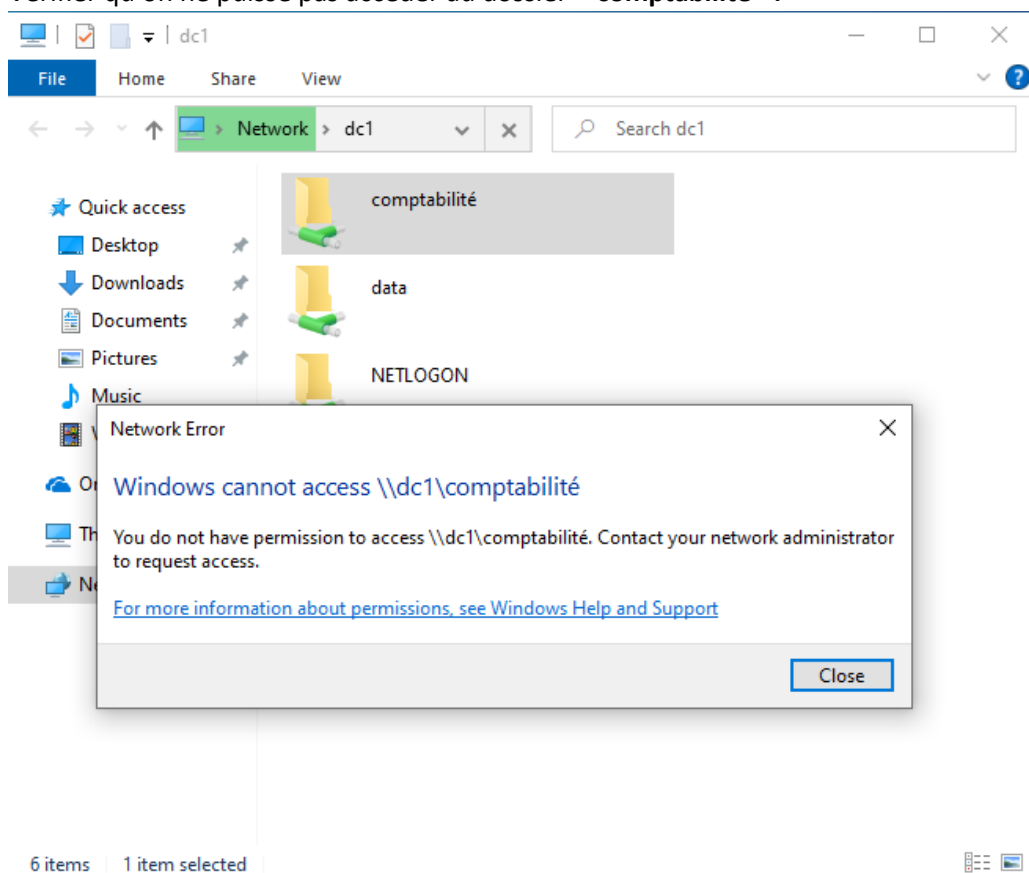 dc1
File Home Share View
Network > dc1
Search dc1
Quick access
Desktop
Downloads
Documents
Pictures
Music
comptabilité
data
NETLOGON
Network Error
Windows cannot access \\dc1\comptabilité
You do not have permission to access \\dc1\comptabilité. Contact your network administrator
to request access.
For more information about permissions, see Windows Help and Support
Close
6 items 1 item selected